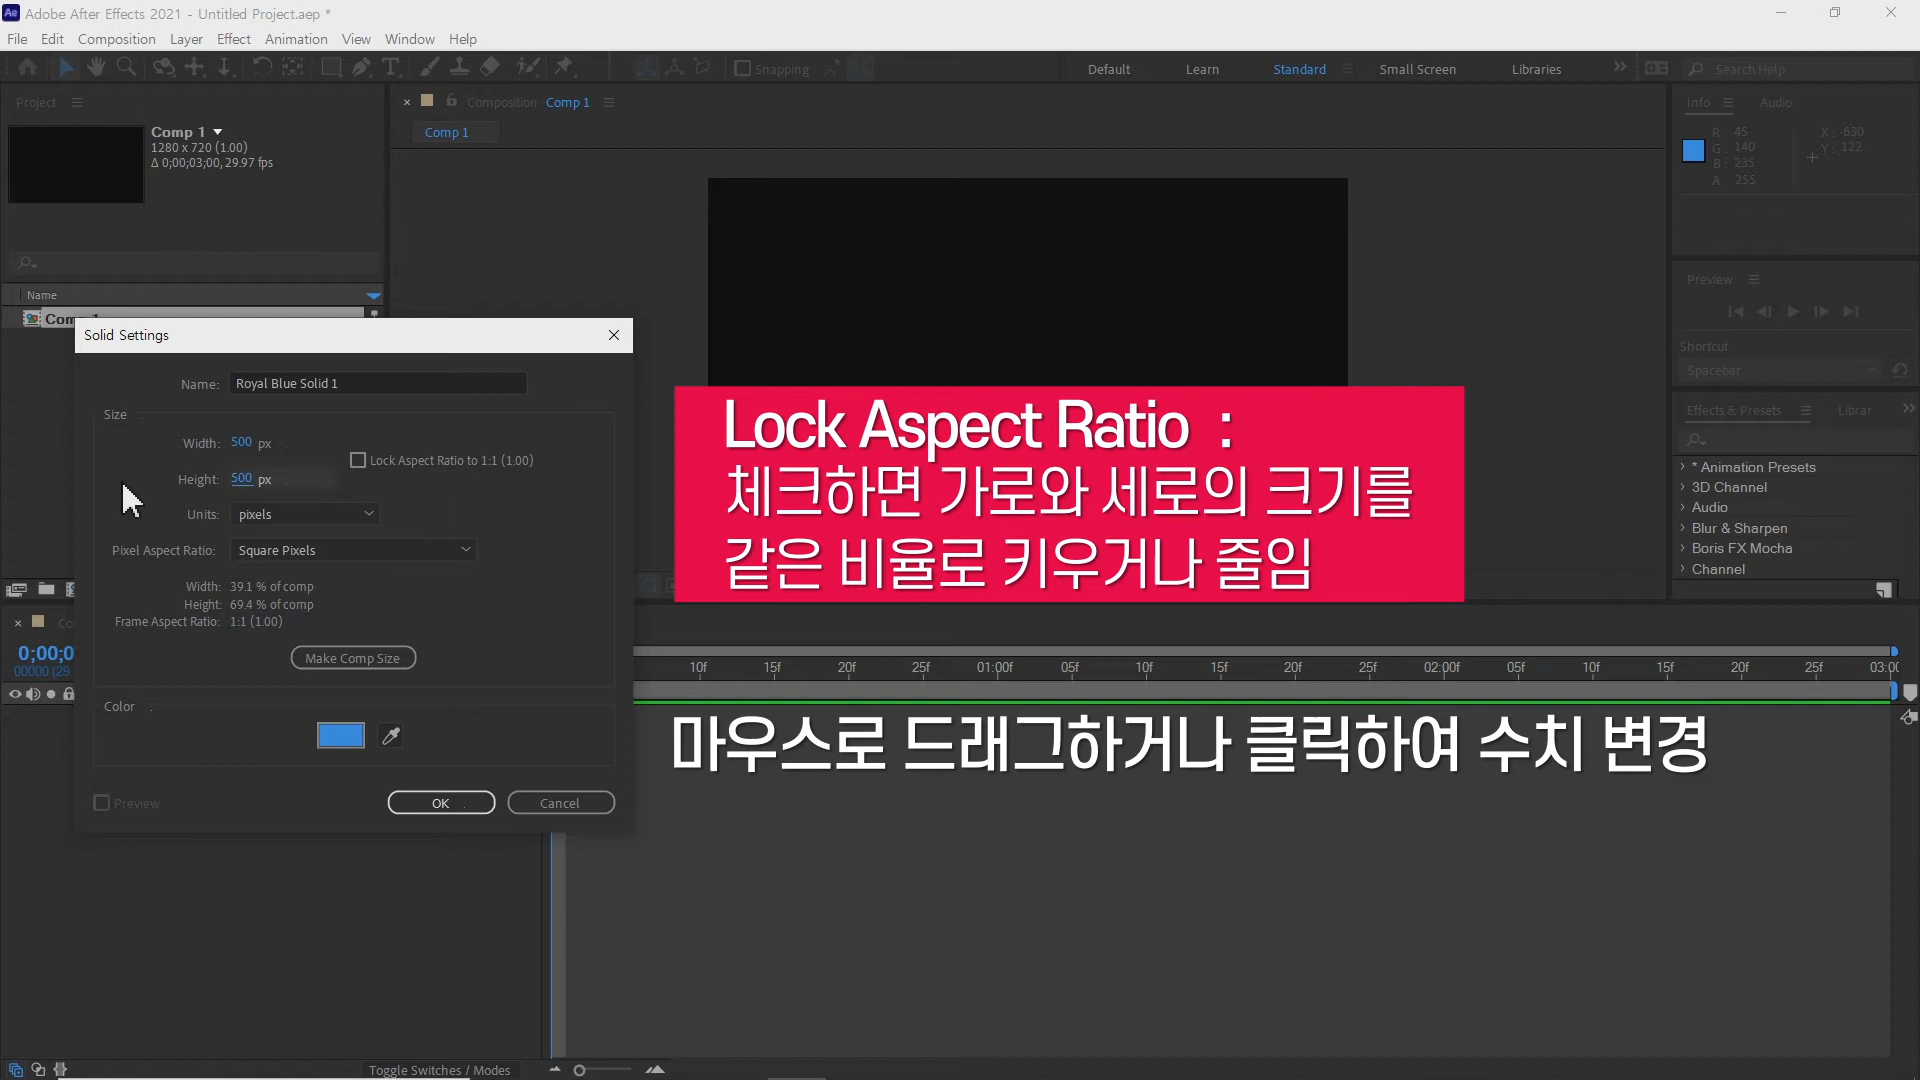 Adobe After Effects 2021 - Untitled Project.aep *
File Edit Composition Layer Effect Animation View Window Help
Snapping
Default Learn Standard Small Screen Libraries
Search Help
Project
Comp 1
1280 x 720 (1.00)
Δ 0;00;03;00, 29.97 fps
Name
Composition Comp 1
Comp 1
Info Audio
R : 45
G : 140
B : 235
A : 255
X : -630
Y : 122
Preview
Shortcut
Spacebar
Effects & Presets Librar
* Animation Presets
3D Channel
Audio
Blur & Sharpen
Boris FX Mocha
Channel
Solid Settings
Name: Royal Blue Solid 1
Size
Width: 500 px
Lock Aspect Ratio to 1:1 (1.00)
Height: 500 px
Units: pixels
Pixel Aspect Ratio: Square Pixels
Width: 39.1 % of comp
Height: 69.4 % of comp
Frame Aspect Ratio: 1:1 (1.00)
Make Comp Size
Color
Preview
OK Cancel
Lock Aspect Ratio :
체크하면 가로와 세로의 크기를
같은 비율로 키우거나 줄임
0;00;0
00000 (29
10f 15f 20f 25f 01:00f 05f 10f 15f 20f 25f 02:00f 05f 10f 15f 20f 25f 03:00
마우스로 드래그하거나 클릭하여 수치 변경
Toggle Switches / Modes